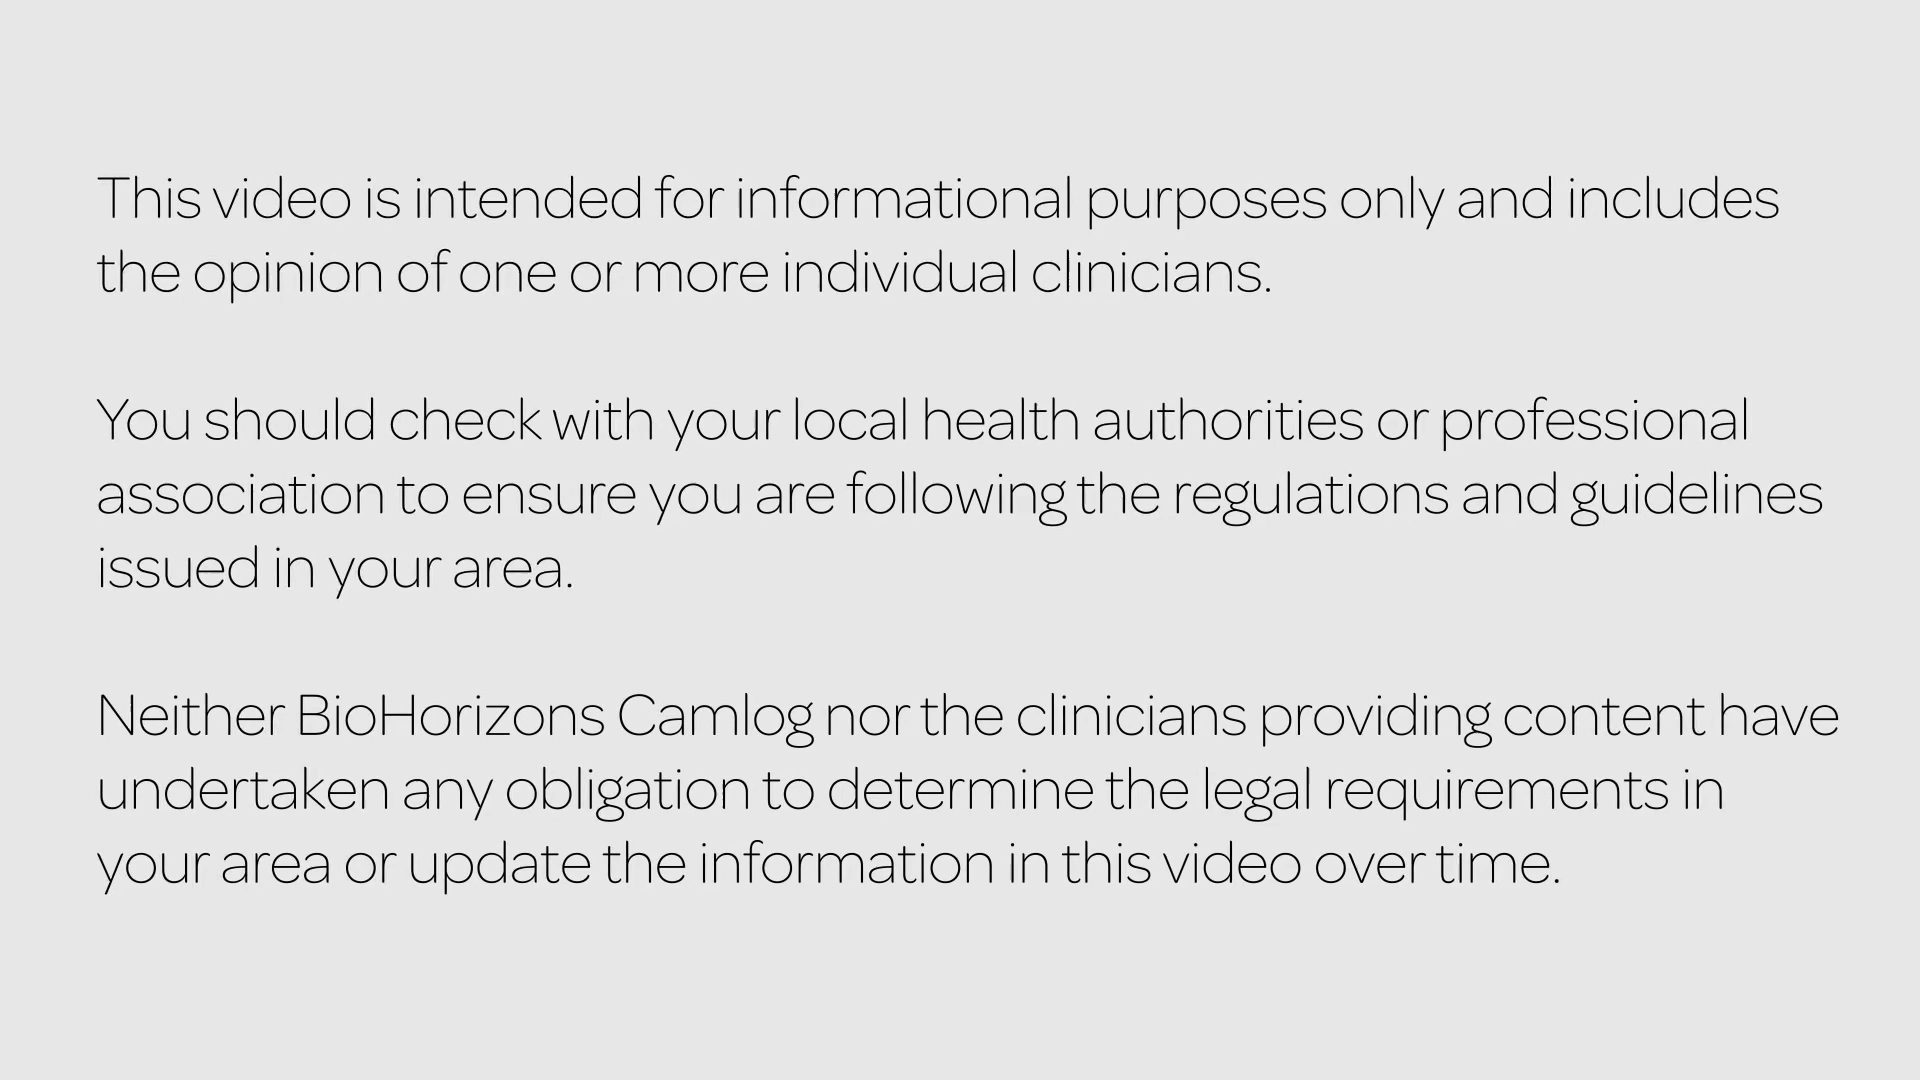 This video is intended for informational purposes only and includes
the opinion of one or more individual clinicians.
You should check with your local health authorities or professional
association to ensure you are following the regulations and guidelines
issued in your area.
Neither BioHorizons Camlog nor the clinicians providing content have
undertaken any obligation to determine the legal requirements in
your area or update the information in this video over time.